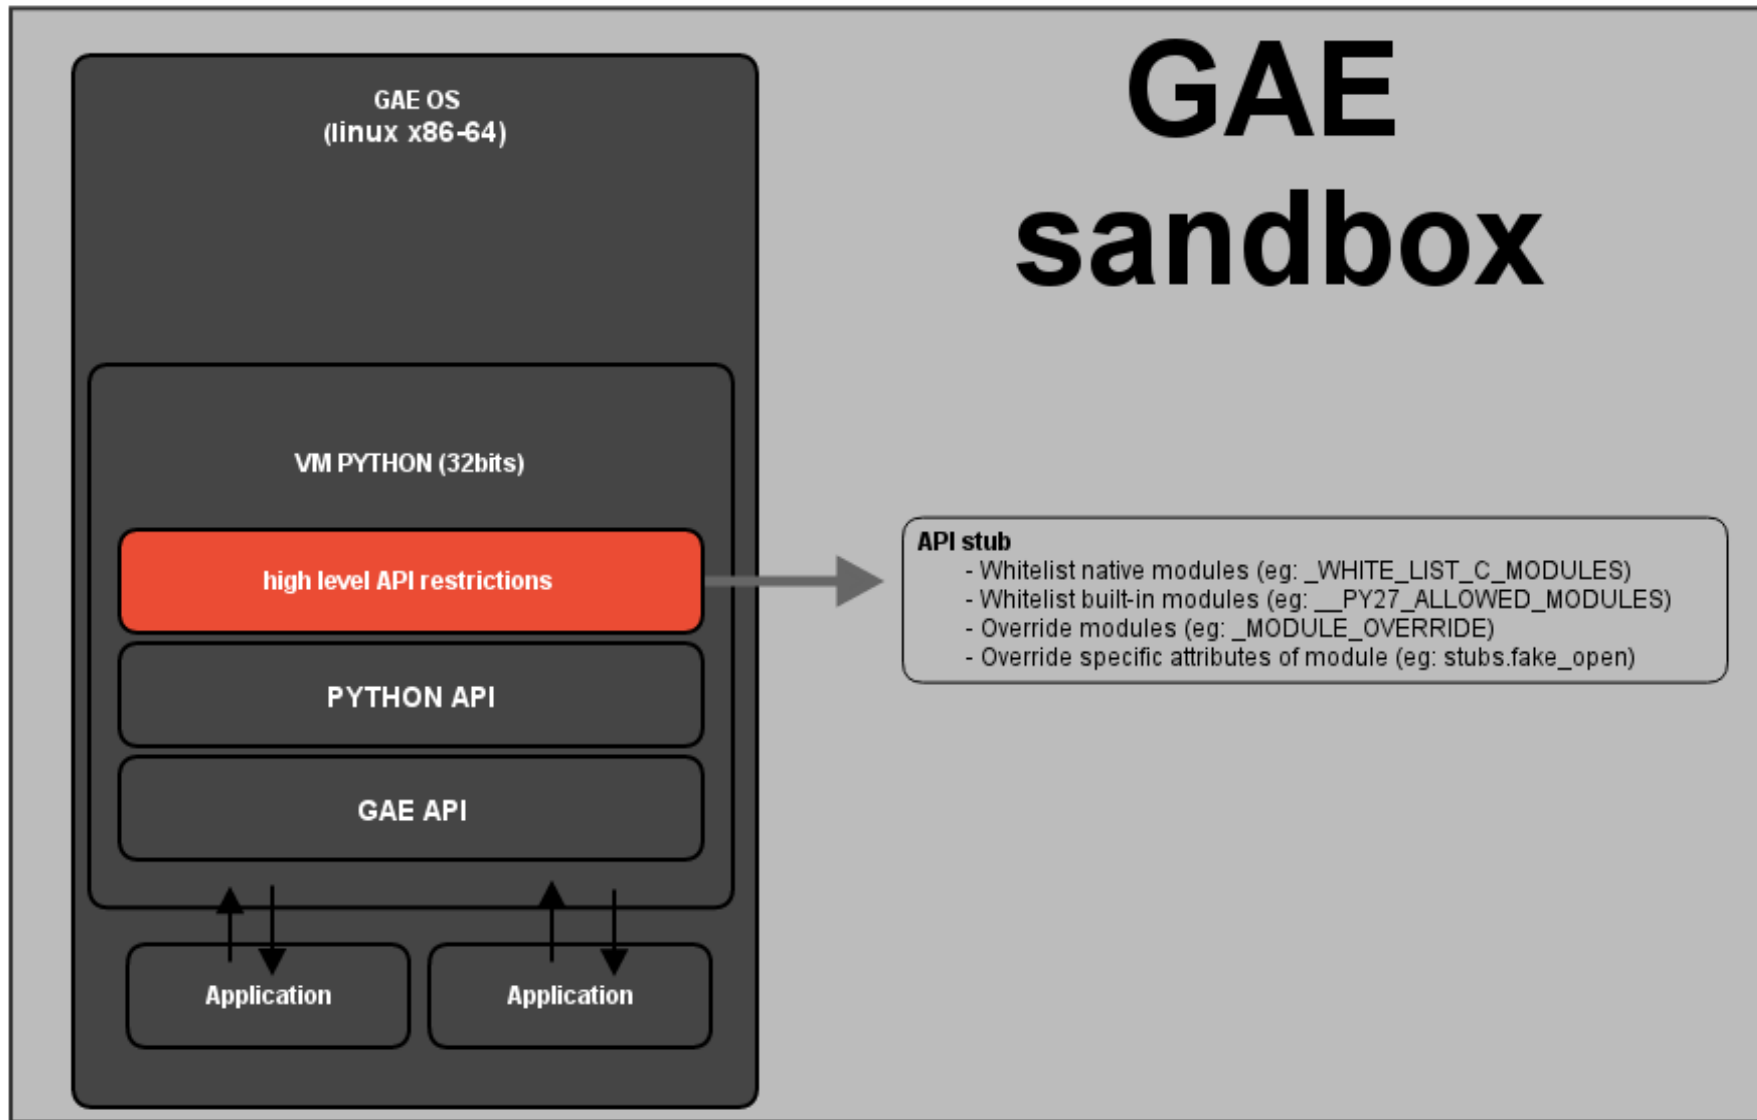 GAE
sandbox
GAE OS
(linux x86-64)
VM PYTHON (32bits)
high level API restrictions
PYTHON API
GAE API
Application
Application
API stub
- Whitelist native modules (eg: _WHITE_LIST_C_MODULES)
- Whitelist built-in modules (eg: __PY27_ALLOWED_MODULES)
- Override modules (eg: _MODULE_OVERRIDE)
- Override specific attributes of module (eg: stubs.fake_open)